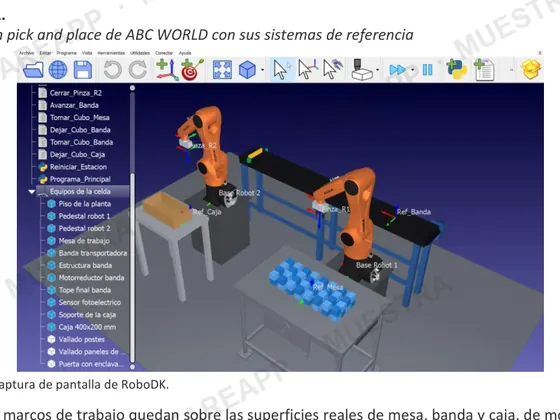 n pick and place de ABC WORLD con sus sistemas de referencia
Archivo Editar Programa Vista Herramientas Utilidades Conectar Ayuda
Cerrar_Pinza_R2
Avanzar_Banda
Tomar_Cubo_Mesa
Dejar_Cubo_Banda
Tomar_Cubo_Banda
Dejar_Cubo_Caja
Reiniciar_Estacion
Programa_Principal
Equipos de la celda
Piso de la planta
Pedestal robot 1
Pedestal robot 2
Mesa de trabajo
Banda transportadora
Estructura banda
Motorreductor banda
Tope final banda
Sensor fotoelectrico
Soporte de la caja
Caja 400x200 mm
Vallado postes
Vallado paneles de ...
Puerta con enclava...
Pinza_R2
Base Robot 2
Ref_Caja
Pinza_R1
Ref_Banda
Base Robot 1
Ref_Mesa
aptura de pantalla de RoboDK.
marcos de trabajo quedan sobre las superficies reales de mesa, banda y caja, de mo